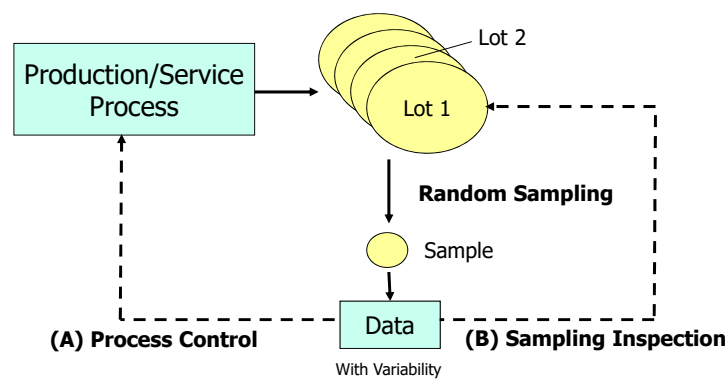 Lot 2
Production/Service
Process
Lot 1
Random Sampling
Sample
Data
(A) Process Control
(B) Sampling Inspection
With Variability